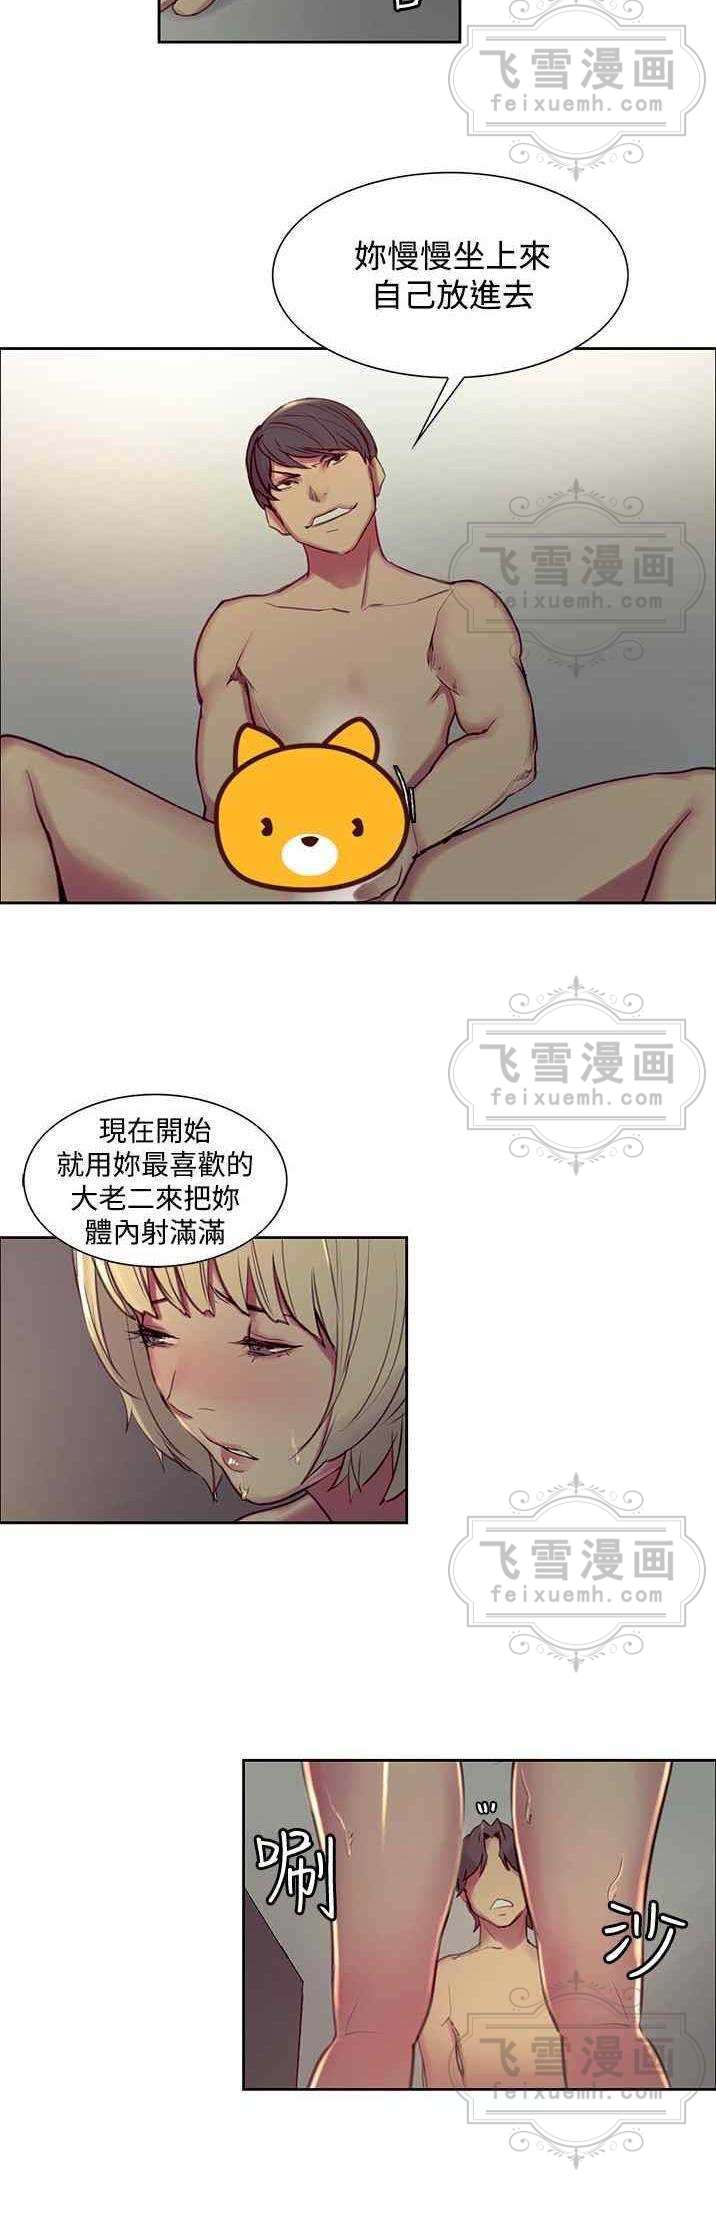 飞雪漫画
feixuemh.com
妳慢慢坐上來
自己放進去
飞雪漫画
feixuemh.com
飞雪漫画
feixuemh.com
現在開始
就用妳最喜歡的
大老二來把妳
體內射滿滿
飞雪漫画
feixuemh.com
唰
沙
飞雪漫画
feixuemh.com